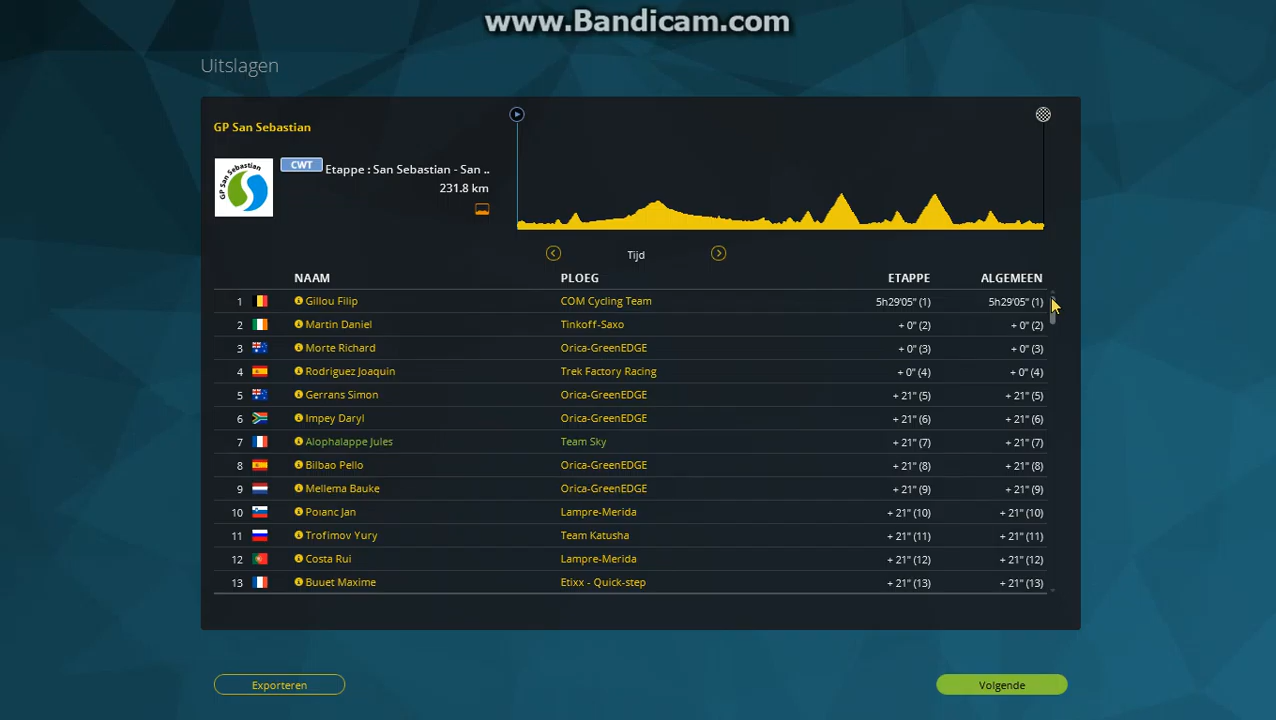 www.Bandicam.com
Uitslagen
GP San Sebastian
GP San Sebastian
CWT Etappe : San Sebastian - San ..
231.8 km
Tijd
NAAM PLOEG ETAPPE ALGEMEEN
1 Gillou Filip COM Cycling Team 5h29'05" (1) 5h29'05" (1)
2 Martin Daniel Tinkoff-Saxo + 0" (2) + 0" (2)
3 Morte Richard Orica-GreenEDGE + 0" (3) + 0" (3)
4 Rodriguez Joaquin Trek Factory Racing + 0" (4) + 0" (4)
5 Gerrans Simon Orica-GreenEDGE + 21" (5) + 21" (5)
6 Impey Daryl Orica-GreenEDGE + 21" (6) + 21" (6)
7 Alophalappe Jules Team Sky + 21" (7) + 21" (7)
8 Bilbao Pello Orica-GreenEDGE + 21" (8) + 21" (8)
9 Mellema Bauke Orica-GreenEDGE + 21" (9) + 21" (9)
10 Polanc Jan Lampre-Merida + 21" (10) + 21" (10)
11 Trofimov Yury Team Katusha + 21" (11) + 21" (11)
12 Costa Rui Lampre-Merida + 21" (12) + 21" (12)
13 Buuet Maxime Etixx - Quick-step + 21" (13) + 21" (13)
Exporteren Volgende